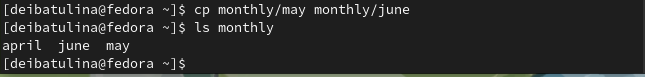 [deibatulina@fedora ~]$ cp monthly/may monthly/june
[deibatulina@fedora ~]$ ls monthly
april  june  may
[deibatulina@fedora ~]$